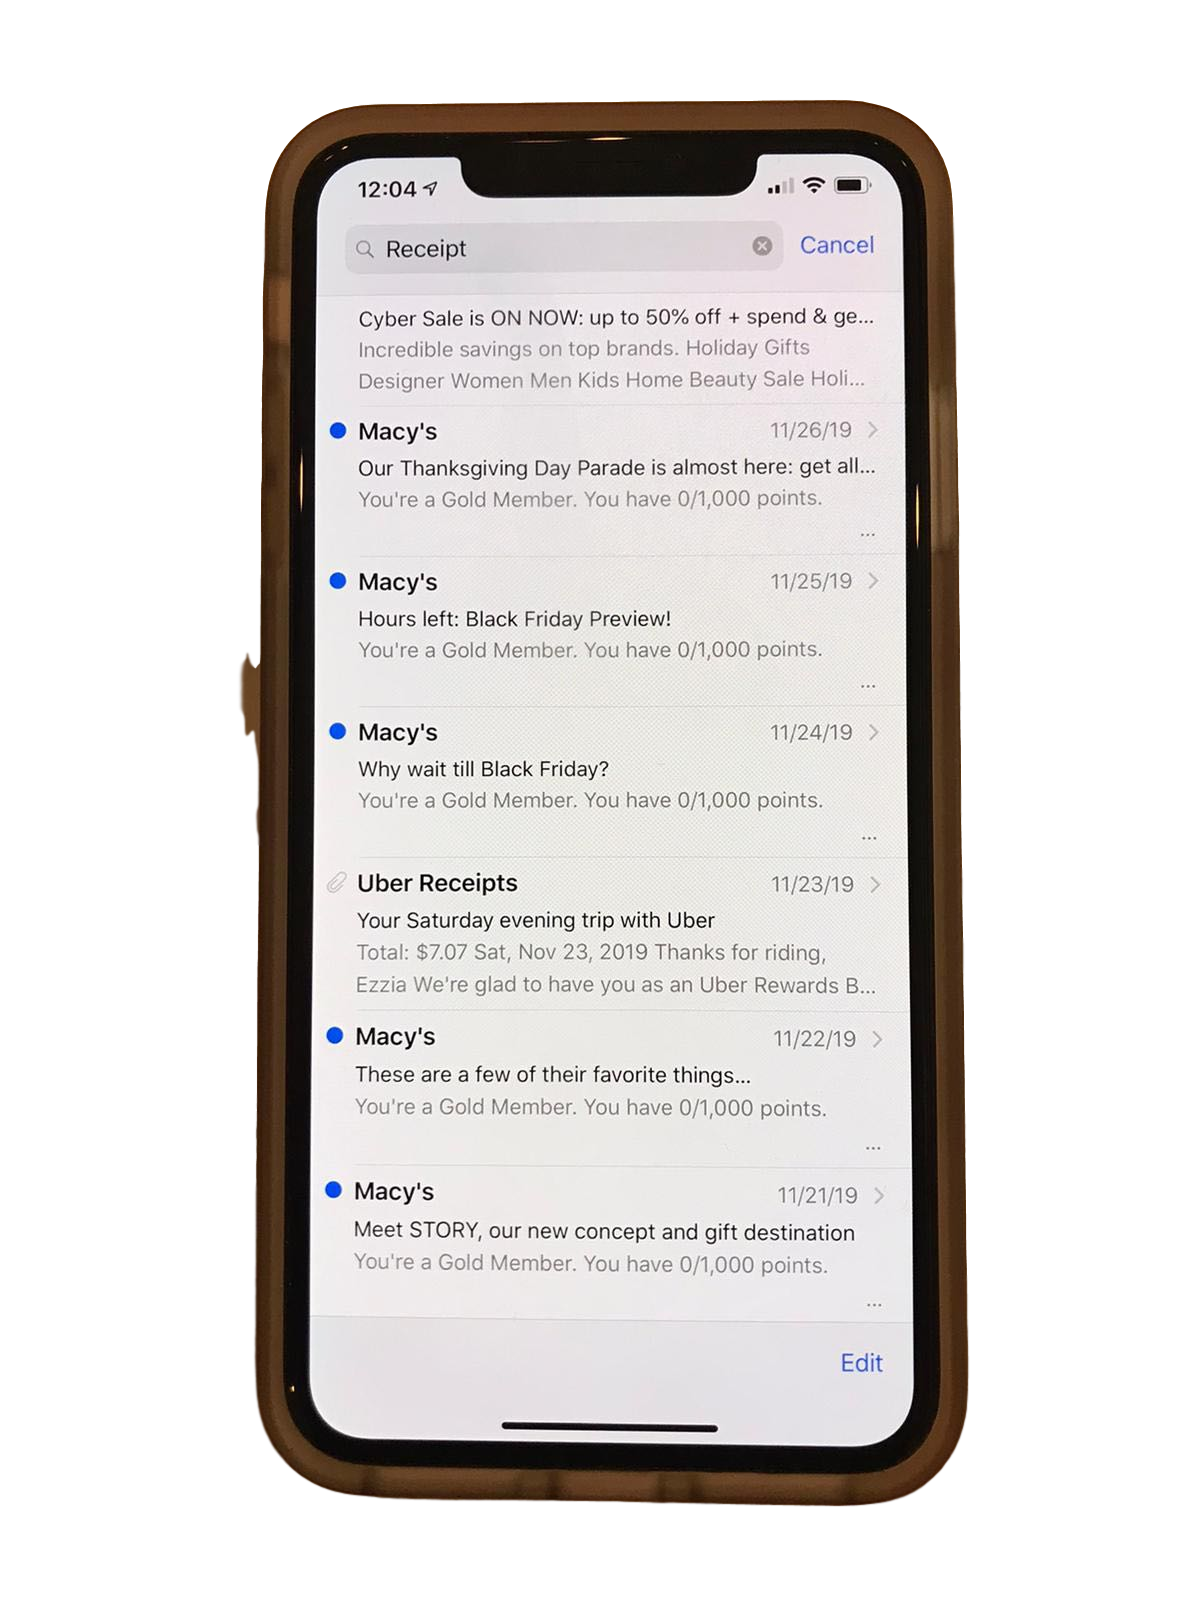 12:04
Receipt
Cancel
Cyber Sale is ON NOW: up to 50% off + spend & ge...
Incredible savings on top brands. Holiday Gifts
Designer Women Men Kids Home Beauty Sale Holi...
Macy's 11/26/19
Our Thanksgiving Day Parade is almost here: get all...
You're a Gold Member. You have 0/1,000 points.
...
Macy's 11/25/19
Hours left: Black Friday Preview!
You're a Gold Member. You have 0/1,000 points.
...
Macy's 11/24/19
Why wait till Black Friday?
You're a Gold Member. You have 0/1,000 points.
...
Uber Receipts 11/23/19
Your Saturday evening trip with Uber
Total: $7.07 Sat, Nov 23, 2019 Thanks for riding,
Ezzia We're glad to have you as an Uber Rewards B...
Macy's 11/22/19
These are a few of their favorite things...
You're a Gold Member. You have 0/1,000 points.
...
Macy's 11/21/19
Meet STORY, our new concept and gift destination
You're a Gold Member. You have 0/1,000 points.
...
Edit